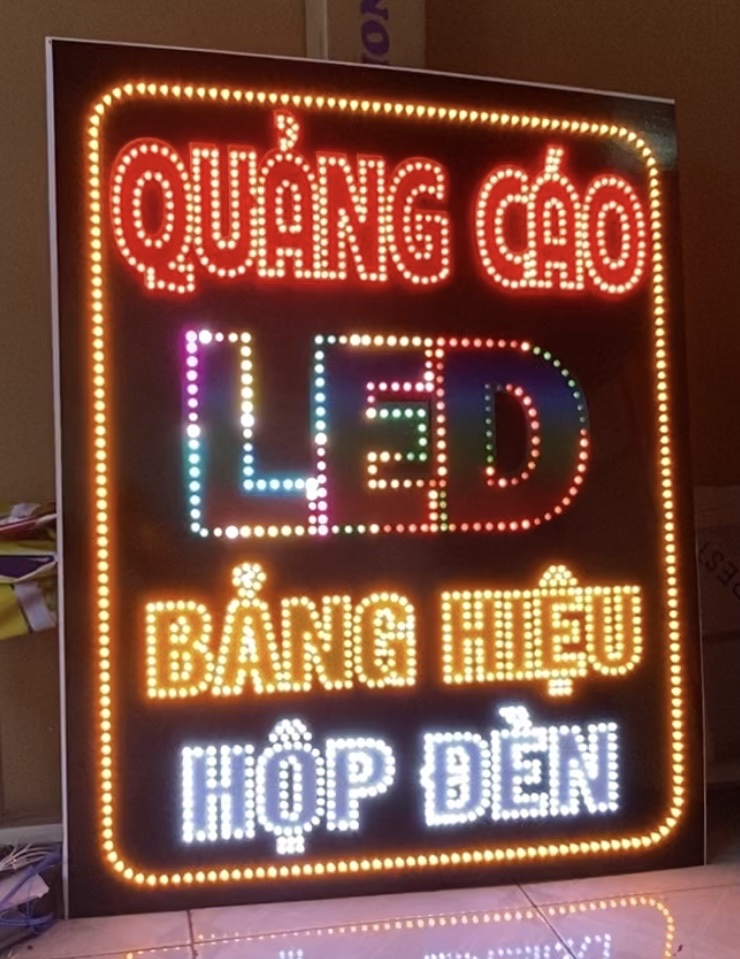 QUẢNG CÁO
LED
BẢNG HIỆU
HỘP ĐÈN